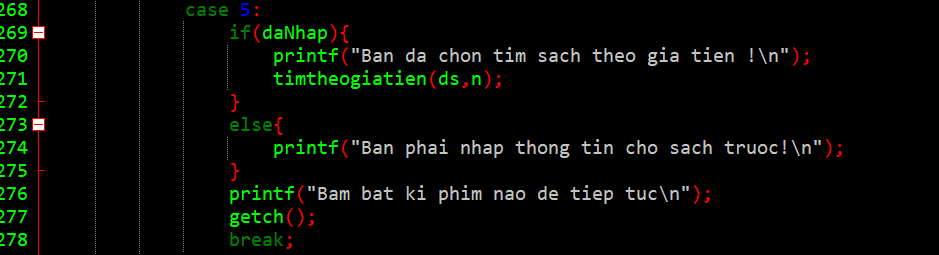 268 case 5:
269 if(daNhap){
270 printf("Ban da chon tim sach theo gia tien !\n");
271 timtheogiatien(ds,n);
272 }
273 else{
274 printf("Ban phai nhap thong tin cho sach truoc!\n");
275 }
276 printf("Bam bat ki phim nao de tiep tuc\n");
277 getch();
278 break;